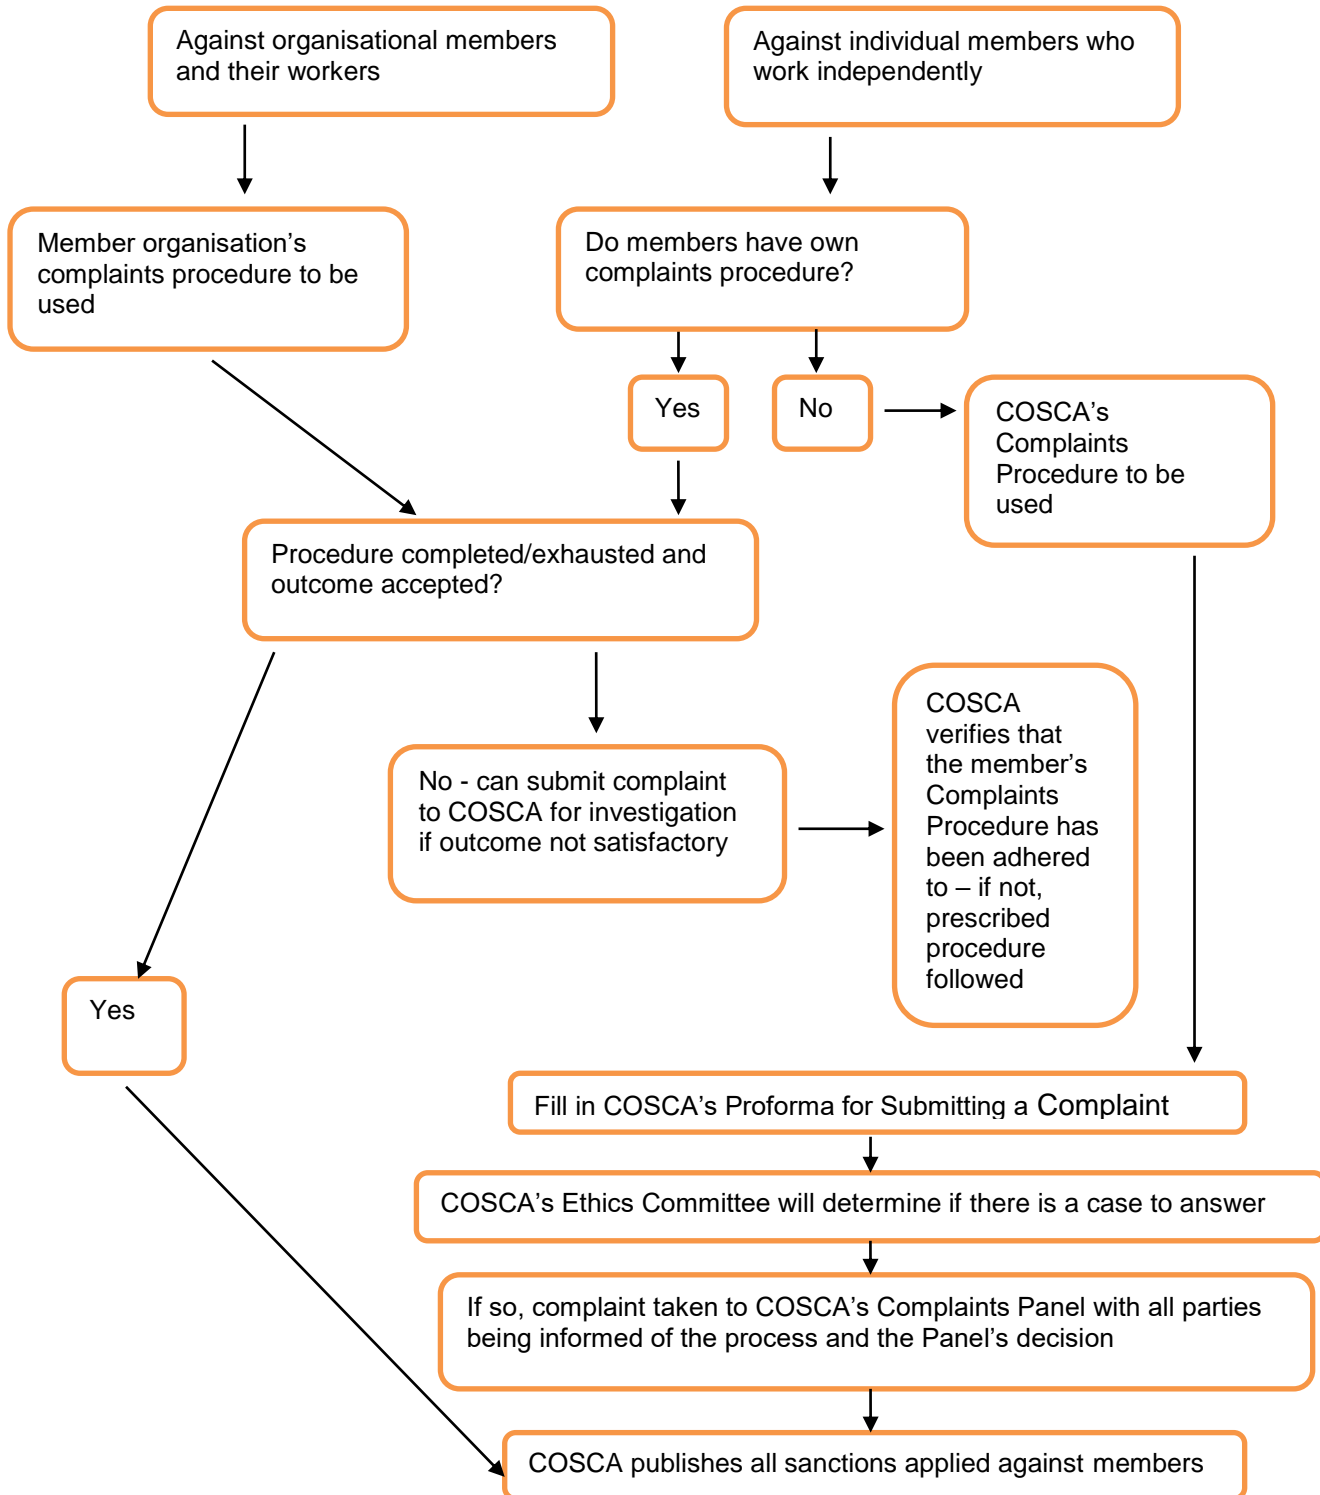 Against organisational members
and their workers
Against individual members who
work independently
Member organisation’s
complaints procedure to be
used
Do members have own
complaints procedure?
Yes
No
COSCA’s
Complaints
Procedure to be
used
Procedure completed/exhausted and
outcome accepted?
No - can submit complaint
to COSCA for investigation
if outcome not satisfactory
COSCA
verifies that
the member’s
Complaints
Procedure has
been adhered
to – if not,
prescribed
procedure
followed
Yes
Fill in COSCA’s Proforma for Submitting a Complaint
COSCA’s Ethics Committee will determine if there is a case to answer
If so, complaint taken to COSCA’s Complaints Panel with all parties
being informed of the process and the Panel’s decision
COSCA publishes all sanctions applied against members